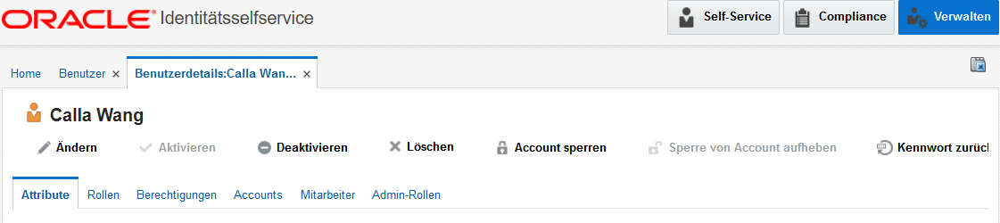 ORACLE Identitätsselfservice Self-Service Compliance Verwalten
Home Benutzer Benutzerdetails:Calla Wan...
Calla Wang
Ändern Aktivieren Deaktivieren Löschen Account sperren Sperre von Account aufheben Kennwort zurücl
Attribute Rollen Berechtigungen Accounts Mitarbeiter Admin-Rollen